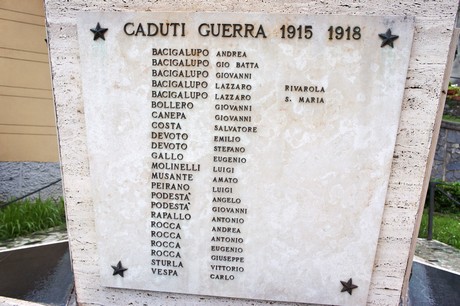 CADUTI GUERRA 1915 1918
BACIGALUPO ANDREA
BACIGALUPO GIO BATTA
BACIGALUPO GIOVANNI
BACIGALUPO LAZZARO RIVAROLA
BACIGALUPO LAZZARO S. MARIA
BOLLERO GIOVANNI
CANEPA GIOVANNI
COSTA SALVATORE
DEVOTO EMILIO
DEVOTO STEFANO
GALLO EUGENIO
MOLINELLI LUIGI
MUSANTE AMATO
PEIRANO LUIGI
PODESTA' ANGELO
PODESTA' GIOVANNI
RAPALLO ANTONIO
ROCCA ANDREA
ROCCA ANTONIO
ROCCA EUGENIO
ROCCA GIUSEPPE
STURLA VITTORIO
VESPA CARLO